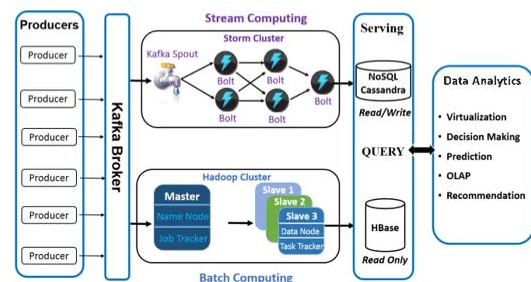 Producers
Producer
Producer
Producer
Producer
Producer
Producer
Kafka Broker
Stream Computing
Storm Cluster
Kafka Spout
Bolt
Bolt
Bolt
Bolt
Bolt
Hadoop Cluster
Master
Name Node
Job Tracker
Slave 1
Slave 2
Slave 3
Data Node
Task Tracker
Batch Computing
Serving
NoSQL
Cassandra
Read/Write
QUERY
HBase
Read Only
Data Analytics
• Virtualization
• Decision Making
• Prediction
• OLAP
• Recommendation